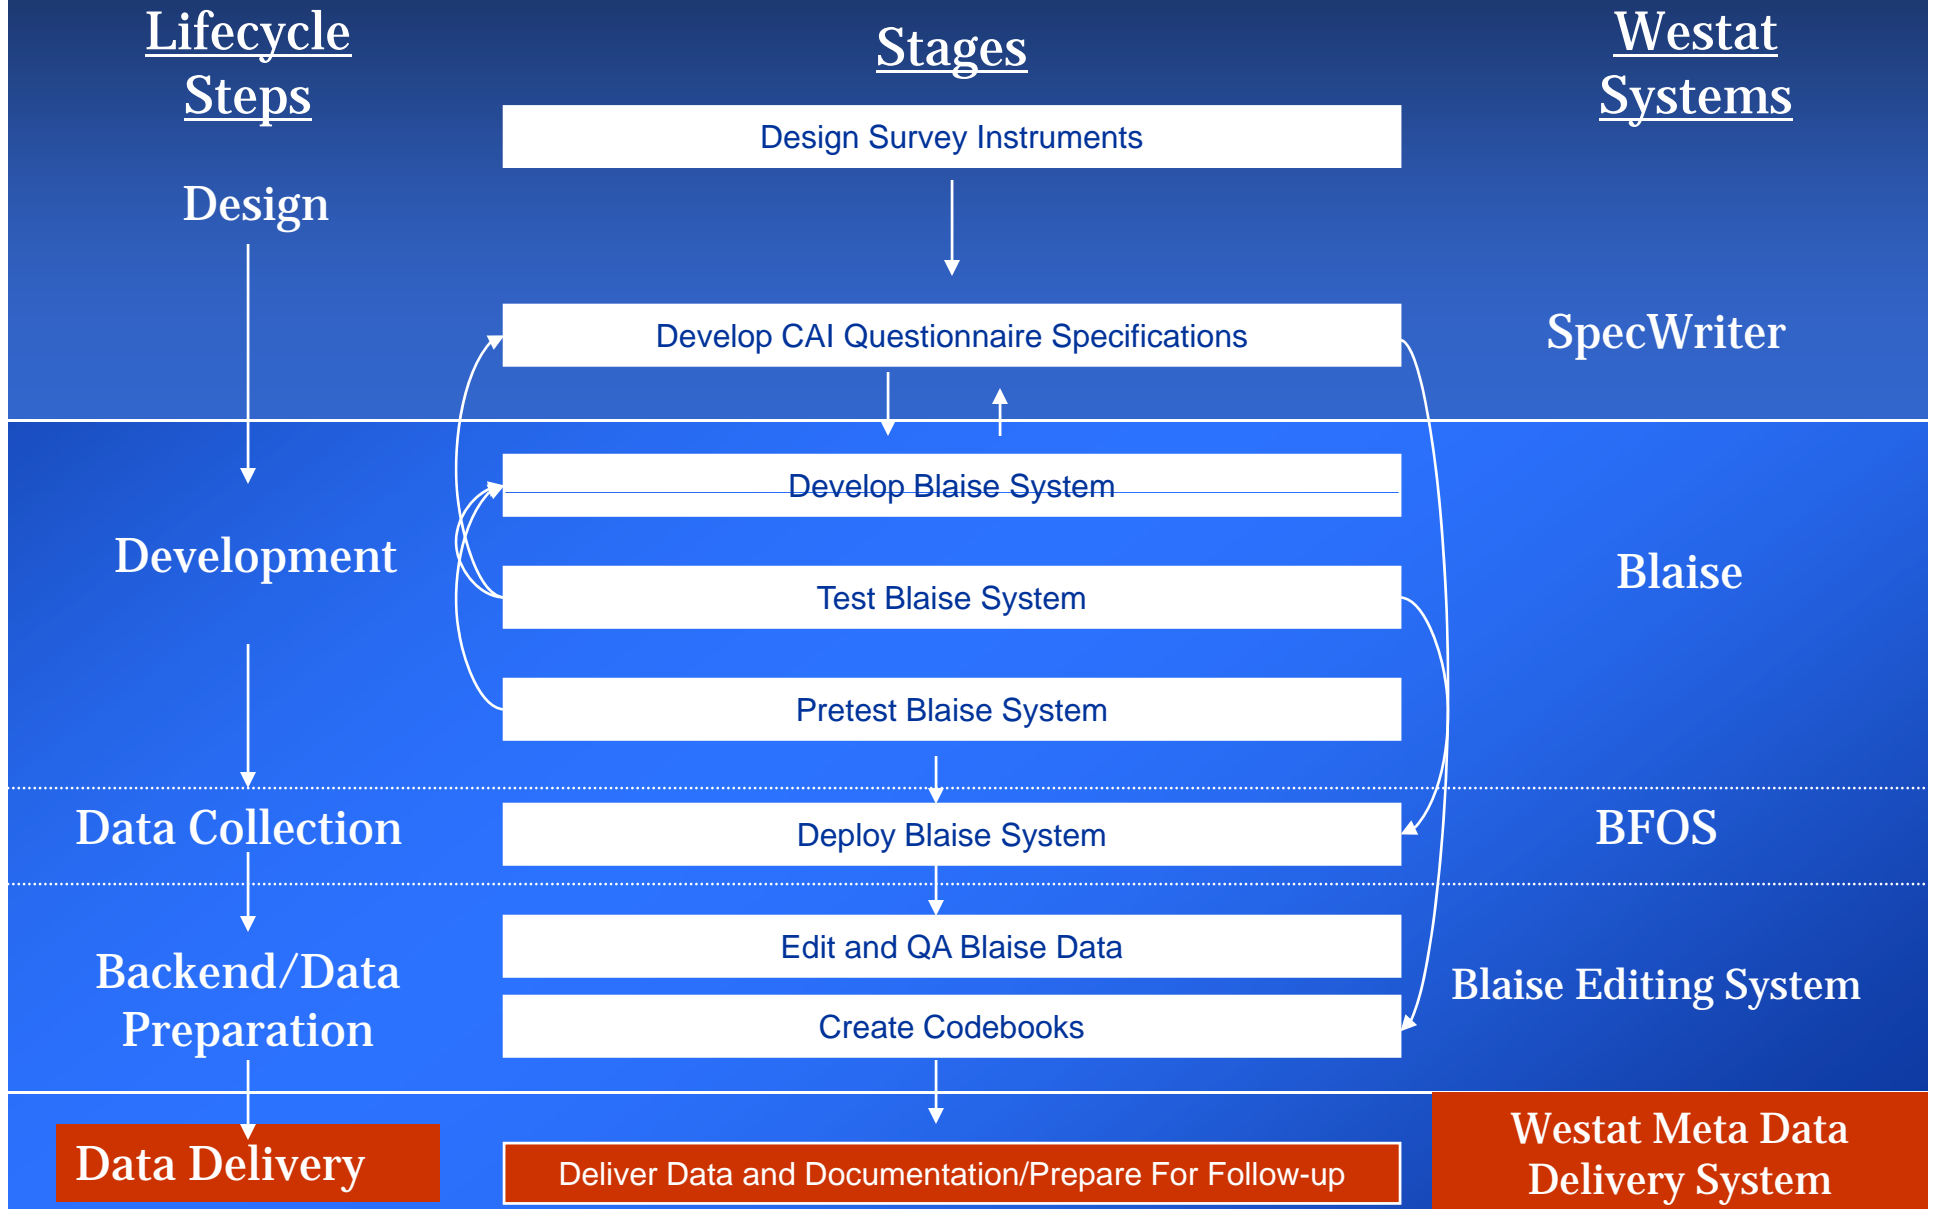 Lifecycle
Steps
Stages
Westat
Systems
Design Survey Instruments
Design
Develop CAI Questionnaire Specifications
SpecWriter
Develop Blaise System
Development
Test Blaise System
Blaise
Pretest Blaise System
Data Collection
Deploy Blaise System
BFOS
Backend/Data
Preparation
Edit and QA Blaise Data
Create Codebooks
Blaise Editing System
Data Delivery
Deliver Data and Documentation/Prepare For Follow-up
Westat Meta Data
Delivery System